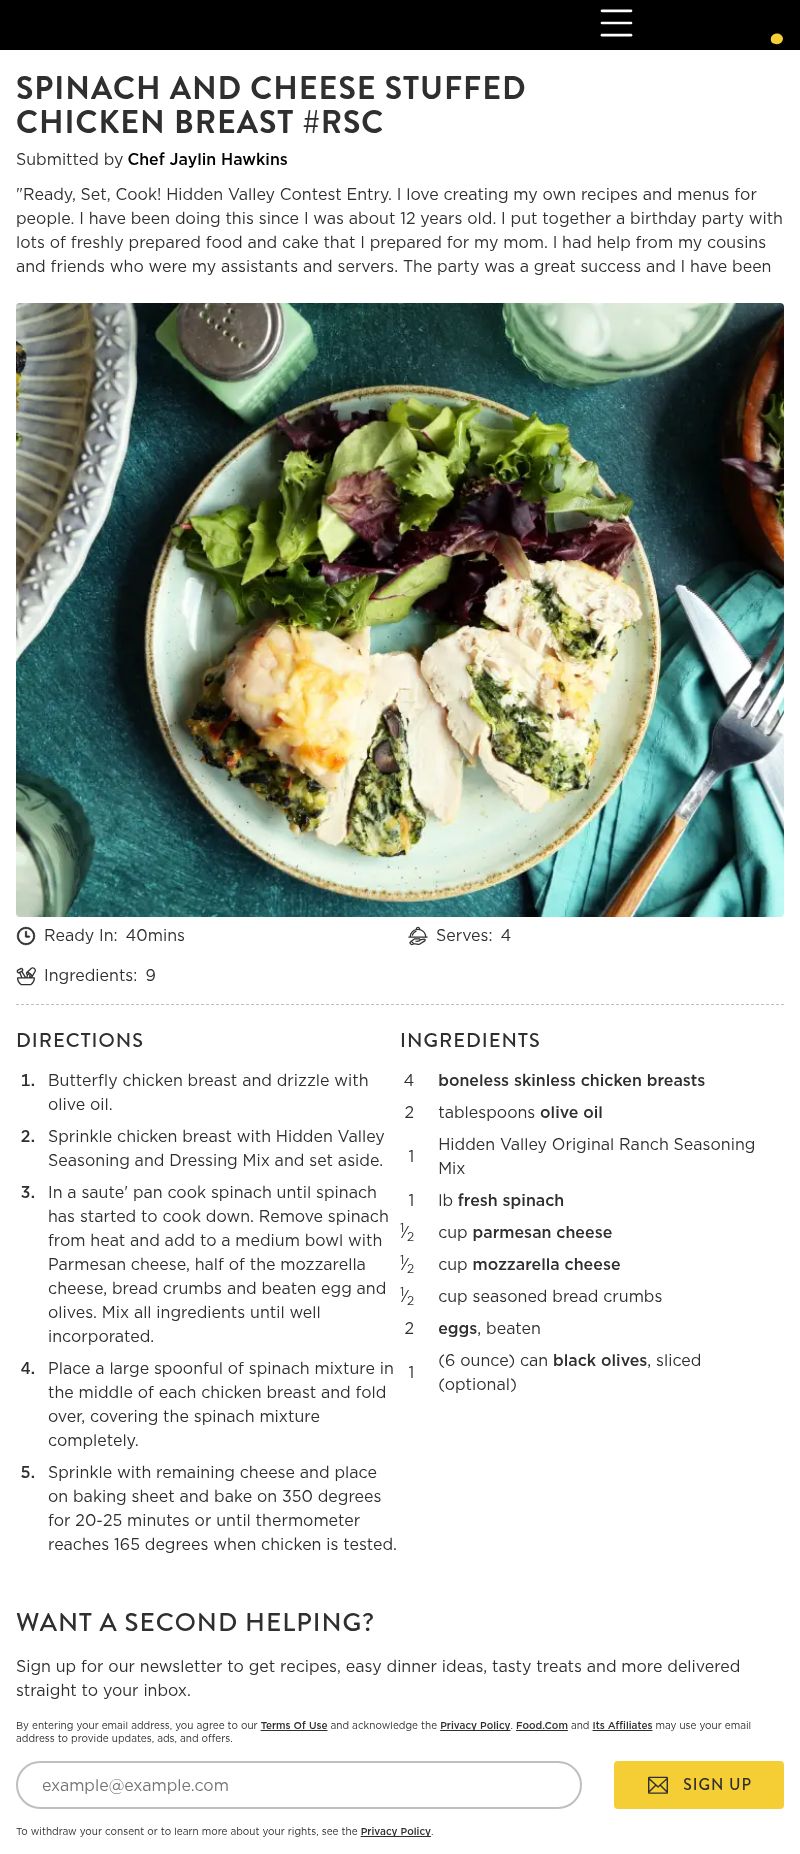 SPINACH AND CHEESE STUFFED
CHICKEN BREAST #RSC
Submitted by Chef Jaylin Hawkins
"Ready, Set, Cook! Hidden Valley Contest Entry. I love creating my own recipes and menus for
people. I have been doing this since I was about 12 years old. I put together a birthday party with
lots of freshly prepared food and cake that I prepared for my mom. I had help from my cousins
and friends who were my assistants and servers. The party was a great success and I have been
Ready In: 40mins
Serves: 4
Ingredients: 9
DIRECTIONS
1. Butterfly chicken breast and drizzle with
olive oil.
2. Sprinkle chicken breast with Hidden Valley
Seasoning and Dressing Mix and set aside.
3. In a saute' pan cook spinach until spinach
has started to cook down. Remove spinach
from heat and add to a medium bowl with
Parmesan cheese, half of the mozzarella
cheese, bread crumbs and beaten egg and
olives. Mix all ingredients until well
incorporated.
4. Place a large spoonful of spinach mixture in
the middle of each chicken breast and fold
over, covering the spinach mixture
completely.
5. Sprinkle with remaining cheese and place
on baking sheet and bake on 350 degrees
for 20-25 minutes or until thermometer
reaches 165 degrees when chicken is tested.
INGREDIENTS
4 boneless skinless chicken breasts
2 tablespoons olive oil
1 Hidden Valley Original Ranch Seasoning
Mix
1 lb fresh spinach
1⁄2 cup parmesan cheese
1⁄2 cup mozzarella cheese
1⁄2 cup seasoned bread crumbs
2 eggs, beaten
1 (6 ounce) can black olives, sliced
(optional)
WANT A SECOND HELPING?
Sign up for our newsletter to get recipes, easy dinner ideas, tasty treats and more delivered
straight to your inbox.
By entering your email address, you agree to our Terms Of Use and acknowledge the Privacy Policy. Food.Com and Its Affiliates may use your email
address to provide updates, ads, and offers.
example@example.com
SIGN UP
To withdraw your consent or to learn more about your rights, see the Privacy Policy.